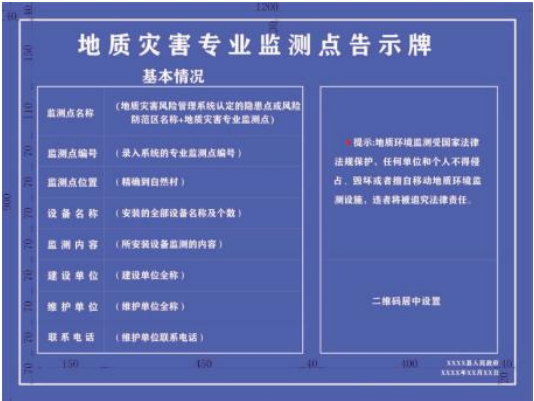 1200
40
50
150
地质灾害专业监测点告示牌
基本情况
110
监测点名称
(地质灾害风险管理系统认定的隐患点或风险
防范区名称+地质灾害专业监测点)
70
监测点编号
(录入系统的专业监测点编号)
70
监测点位置
(精确到自然村)
70
设备名称
(安装的全部设备名称及个数)
900
70
监测内容
(所安装设备监测的内容)
70
建设单位
(建设单位全称)
70
维护单位
(维护单位全称)
70
联系电话
(维护单位联系电话)
提示:地质环境监测受国家法律
法规保护、任何单位和个人不得侵
占、毁坏或者擅自移动地质环境监
测设施、违者将被追究法律责任.
二维码居中设置
70
150
450
40
400
40
XXXX县人民政府
XXXX年XX月XX日